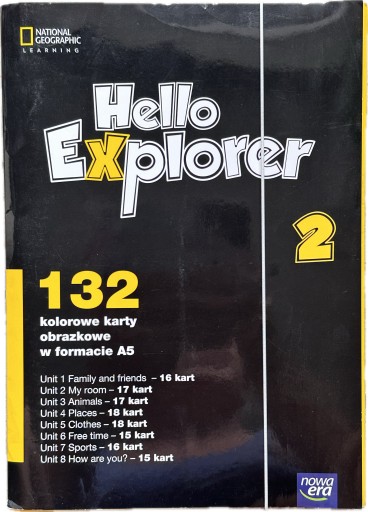 NATIONAL
GEOGRAPHIC
LEARNING
Hello
Explorer
2
132
kolorowe karty
obrazkowe
w formacie A5
Unit 1 Family and friends – 16 kart
Unit 2 My room – 17 kart
Unit 3 Animals – 17 kart
Unit 4 Places – 18 kart
Unit 5 Clothes – 18 kart
Unit 6 Free time – 15 kart
Unit 7 Sports – 16 kart
Unit 8 How are you? – 15 kart
nowa
era